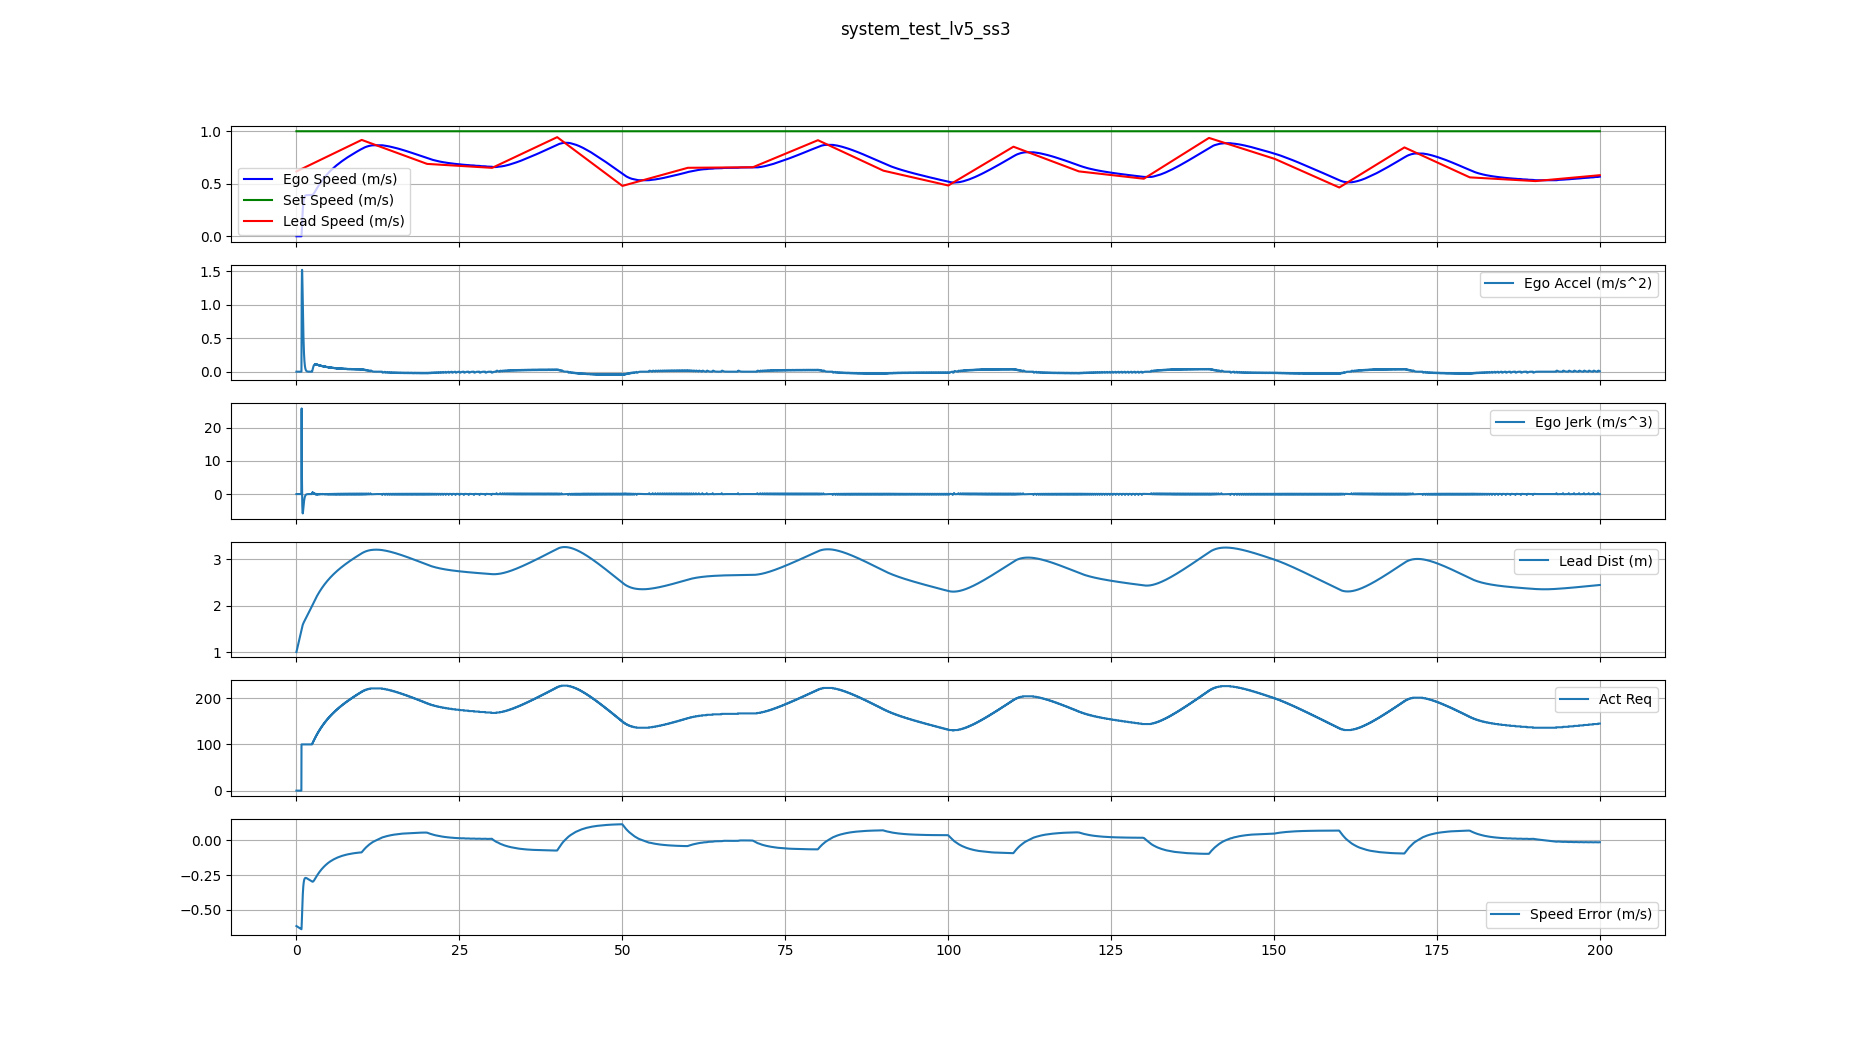 system_test_lv5_ss3
1.0
0.5
0.0
Ego Speed (m/s)
Set Speed (m/s)
Lead Speed (m/s)
1.5
1.0
0.5
0.0
Ego Accel (m/s^2)
20
10
0
Ego Jerk (m/s^3)
3
2
1
Lead Dist (m)
200
100
0
Act Req
0.00
−0.25
−0.50
Speed Error (m/s)
0 25 50 75 100 125 150 175 200